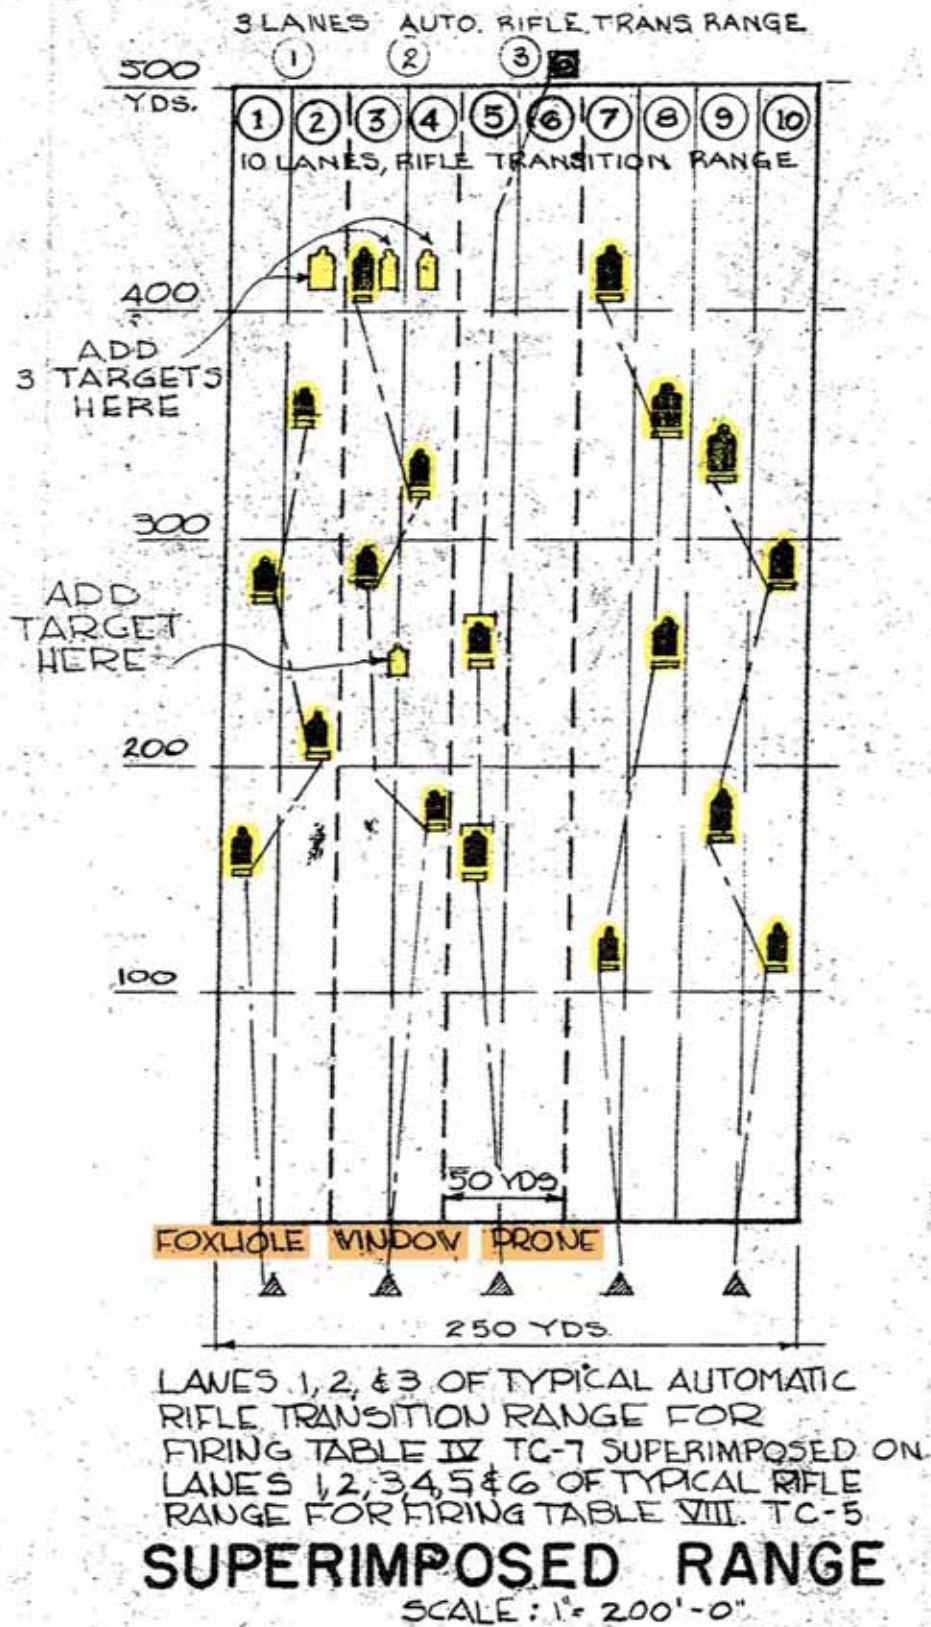 3 LANES AUTO. RIFLE TRANS RANGE
1 2 3
500
YDS.
1 2 3 4 5 6 7 8 9 10
10 LANES, RIFLE TRANSITION RANGE
400
ADD
3 TARGETS
HERE
300
ADD
TARGET
HERE
200
100
50 YDS
FOXHOLE WINDOW PRONE
250 YDS.
LANES 1, 2, & 3 OF TYPICAL AUTOMATIC
RIFLE TRANSITION RANGE FOR
FIRING TABLE IV TC-7 SUPERIMPOSED ON
LANES 1,2,3,4,5 & 6 OF TYPICAL RIFLE
RANGE FOR FIRING TABLE VIII. TC-5
SUPERIMPOSED RANGE
SCALE: 1"= 200'-0"